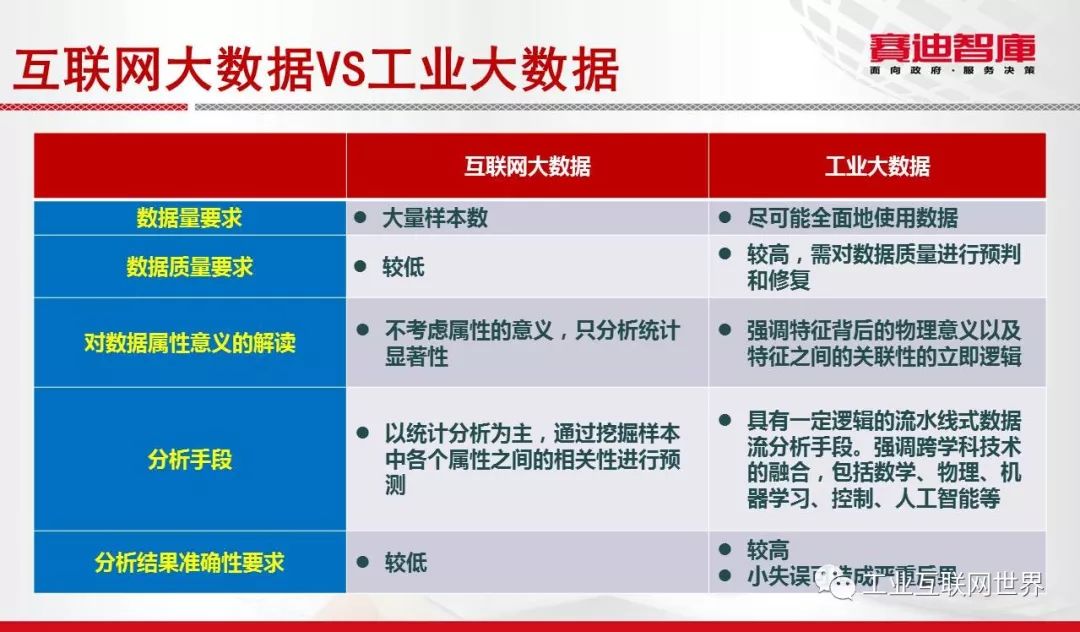 互联网大数据VS工业大数据
赛迪智庫
面向政府·服务决策
互联网大数据
工业大数据
数据量要求
● 大量样本数
● 尽可能全面地使用数据
数据质量要求
● 较低
● 较高，需对数据质量进行预判
和修复
对数据属性意义的解读
● 不考虑属性的意义，只分析统计
显著性
● 强调特征背后的物理意义以及
特征之间的关联性的立即逻辑
分析手段
● 以统计分析为主，通过挖掘样本
中各个属性之间的相关性进行预
测
● 具有一定逻辑的流水线式数据
流分析手段。强调跨学科技术
的融合，包括数学、物理、机
器学习、控制、人工智能等
分析结果准确性要求
● 较低
● 较高
● 小失误可造成严重后果
工业互联网世界